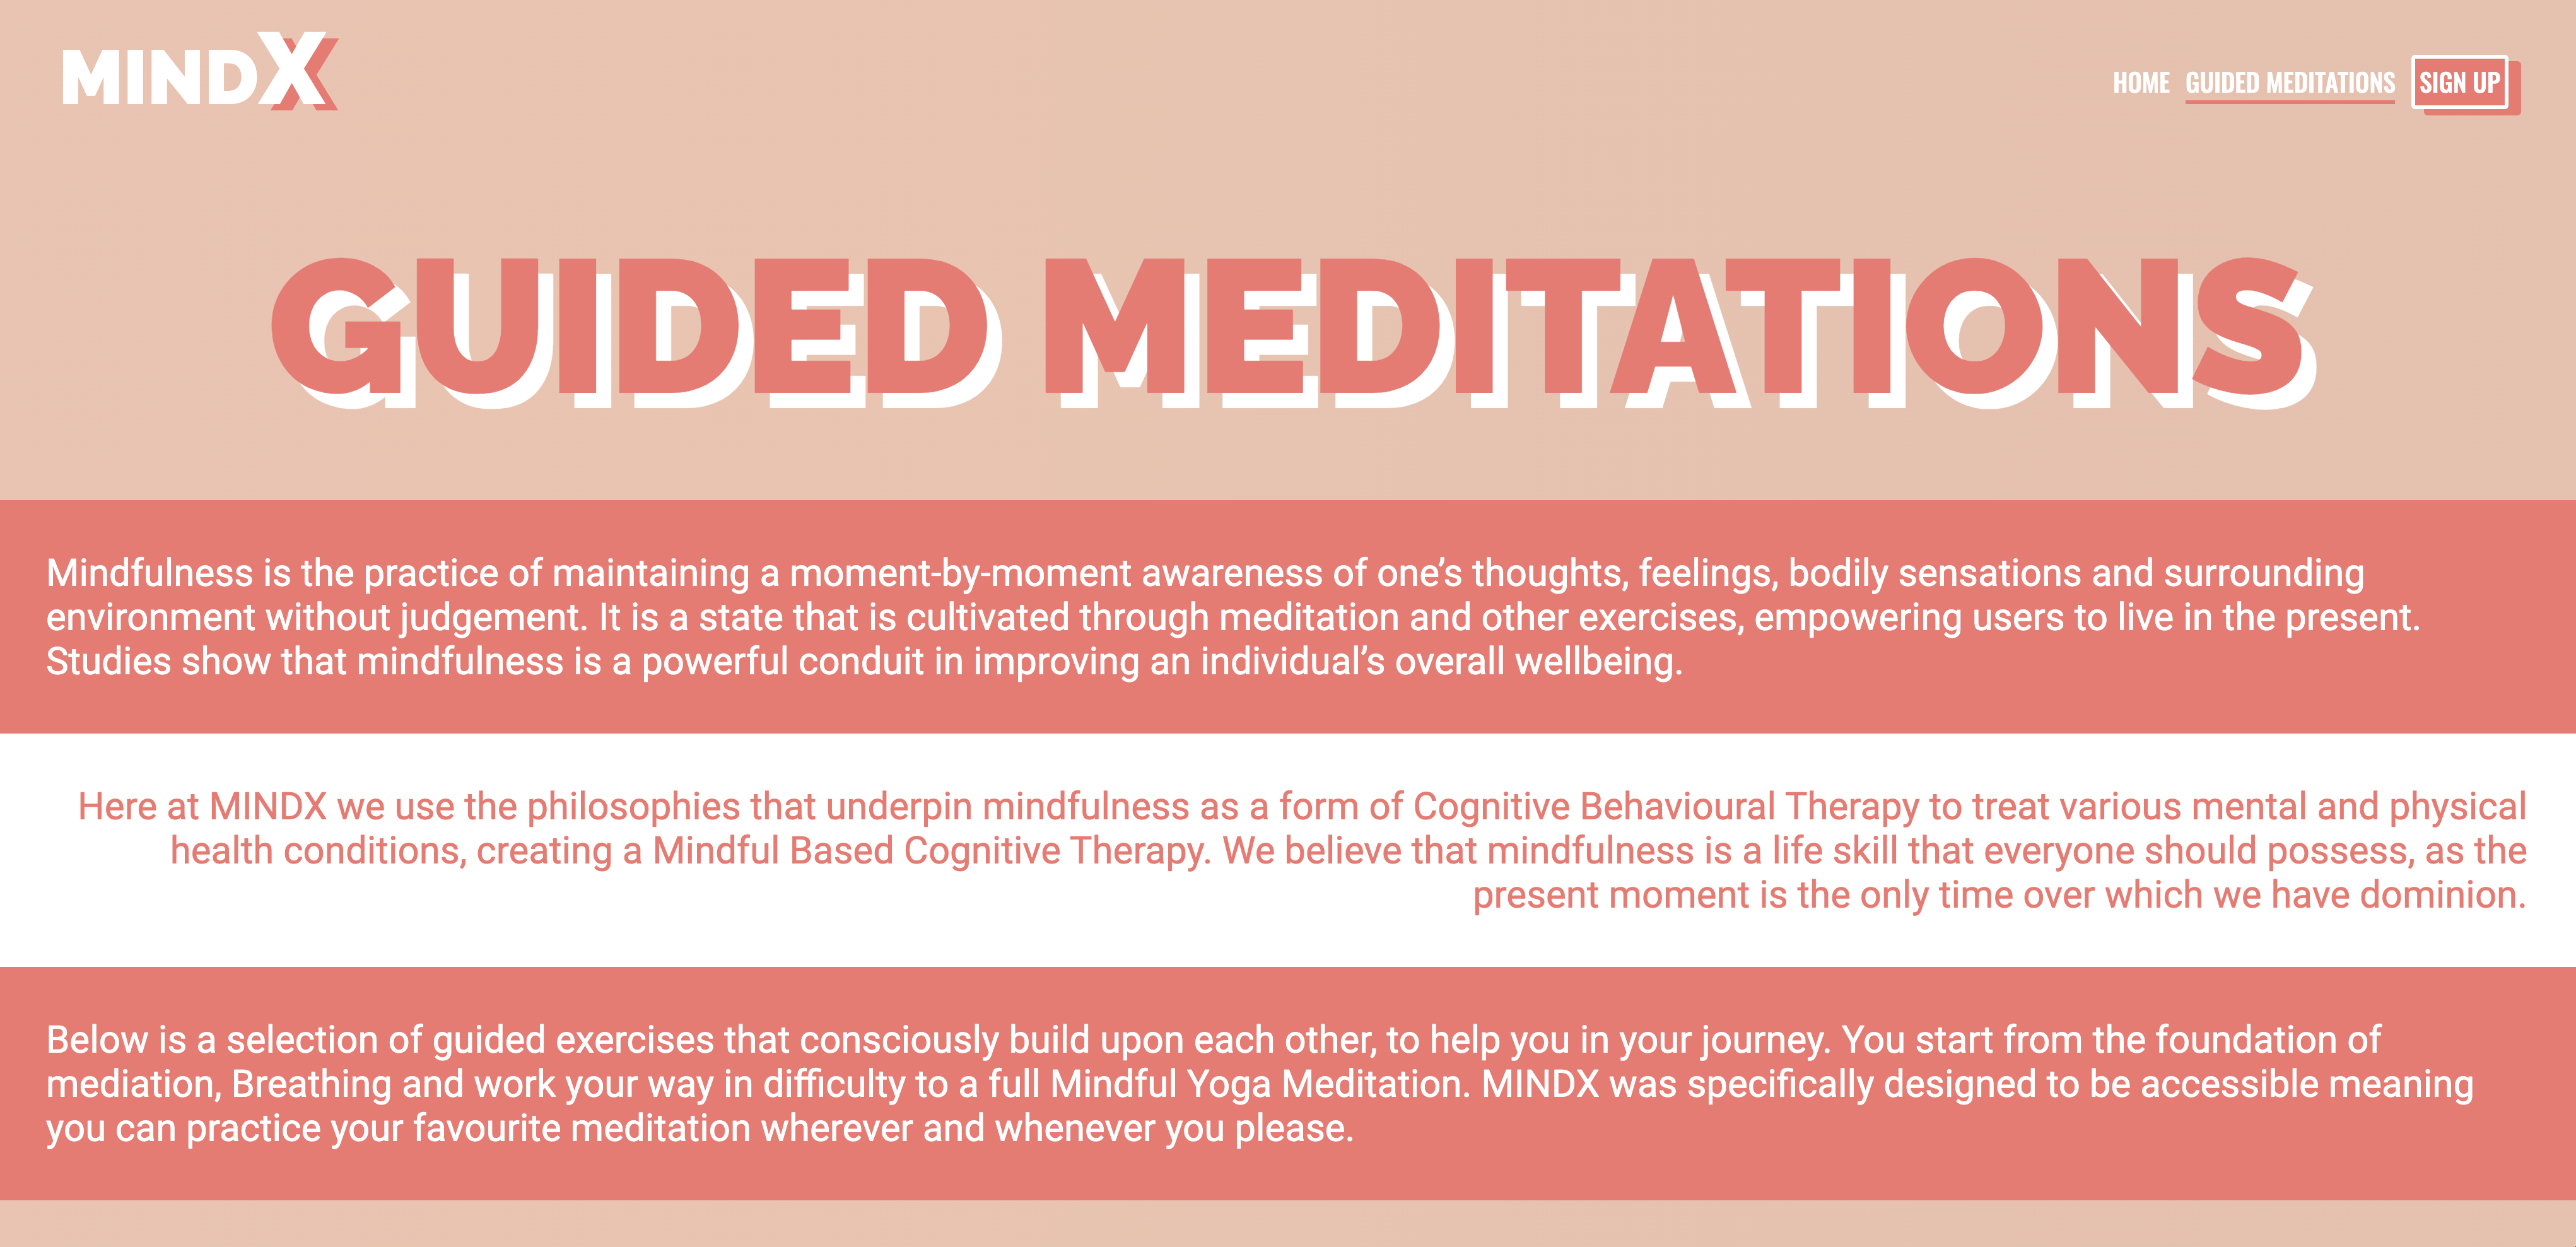 MINDX
HOME GUIDED MEDITATIONS SIGN UP
GUIDED MEDITATIONS
Mindfulness is the practice of maintaining a moment-by-moment awareness of one’s thoughts, feelings, bodily sensations and surrounding
environment without judgement. It is a state that is cultivated through meditation and other exercises, empowering users to live in the present.
Studies show that mindfulness is a powerful conduit in improving an individual’s overall wellbeing.
Here at MINDX we use the philosophies that underpin mindfulness as a form of Cognitive Behavioural Therapy to treat various mental and physical
health conditions, creating a Mindful Based Cognitive Therapy. We believe that mindfulness is a life skill that everyone should possess, as the
present moment is the only time over which we have dominion.
Below is a selection of guided exercises that consciously build upon each other, to help you in your journey. You start from the foundation of
mediation, Breathing and work your way in difficulty to a full Mindful Yoga Meditation. MINDX was specifically designed to be accessible meaning
you can practice your favourite meditation wherever and whenever you please.